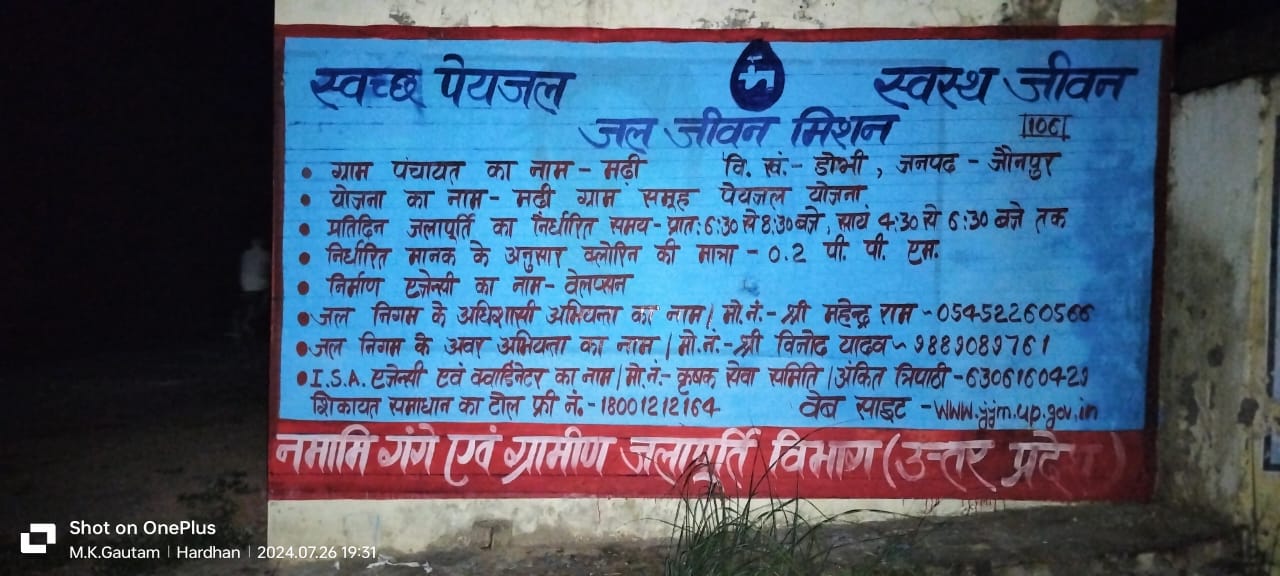 स्वच्छ पेयजल स्वस्थ जीवन
जल जीवन मिशन 106
• ग्राम पंचायत का नाम - मढ़ी वि. खं.- डोभी, जनपद - जौनपुर
• योजना का नाम - मढ़ी ग्राम समूह पेयजल योजना
• प्रतिदिन जलापूर्ति का निर्धारित समय - प्रात: 6:30 से 8:30 बजे, सायं 4:30 से 6:30 बजे तक
• निर्धारित मानक के अनुसार क्लोरिन की मात्रा - 0.2 पी. पी. एम.
• निर्माण एजेन्सी का नाम - वेलप्सन
• जल निगम के अधिशासी अभियन्ता का नाम / मो.नं.- श्री महेन्द्र राम - 05452260566
• जल निगम के अवर अभियंता का नाम / मो.नं.- श्री विनोद यादव - 9889089761
• I.S.A. एजेन्सी एवं क्वार्डिनेटर का नाम / मो.नं.- कृषक सेवा समिति / अंकित त्रिपाठी - 6306160429
शिकायत समाधान का टोल फ्री नं. - 18001212164 वेब साइट - www.jjm.up.gov.in
नमामि गंगे एवं ग्रामीण जलापूर्ति विभाग (उत्तर प्रदेश)
Shot on OnePlus
M.K.Gautam | Hardhan | 2024.07.26 19:31